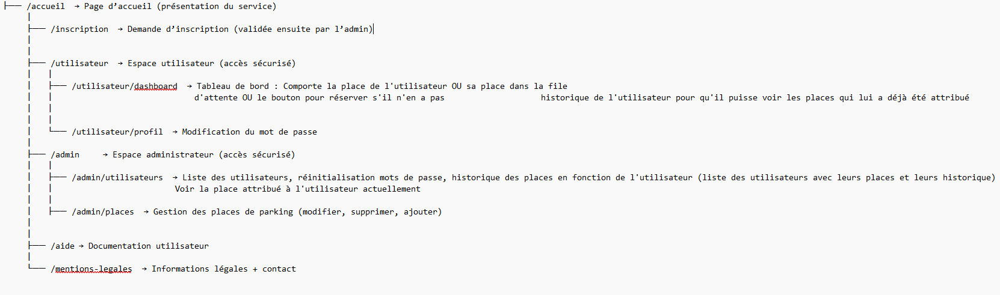 ├── /accueil → Page d’accueil (présentation du service)
│
├── /inscription → Demande d’inscription (validée ensuite par l’admin)
│
│
├── /utilisateur → Espace utilisateur (accès sécurisé)
│ │
│ ├── /utilisateur/dashboard → Tableau de bord : Comporte la place de l'utilisateur OU sa place dans la file
│ │ d'attente OU le bouton pour réserver s'il n'en a pas historique de l'utilisateur pour qu'il puisse voir les places qui lui a déjà été attribué
│ │
│ │
│ └── /utilisateur/profil → Modification du mot de passe
│
├── /admin → Espace administrateur (accès sécurisé)
│ │
│ ├── /admin/utilisateurs → Liste des utilisateurs, réinitialisation mots de passe, historique des places en fonction de l'utilisateur (liste des utilisateurs avec leurs places et leurs historique)
│ │ Voir la place attribué à l'utilisateur actuellement
│ │
│ ├── /admin/places → Gestion des places de parking (modifier, supprimer, ajouter)
│
│
├── /aide → Documentation utilisateur
│
└── /mentions-legales → Informations légales + contact